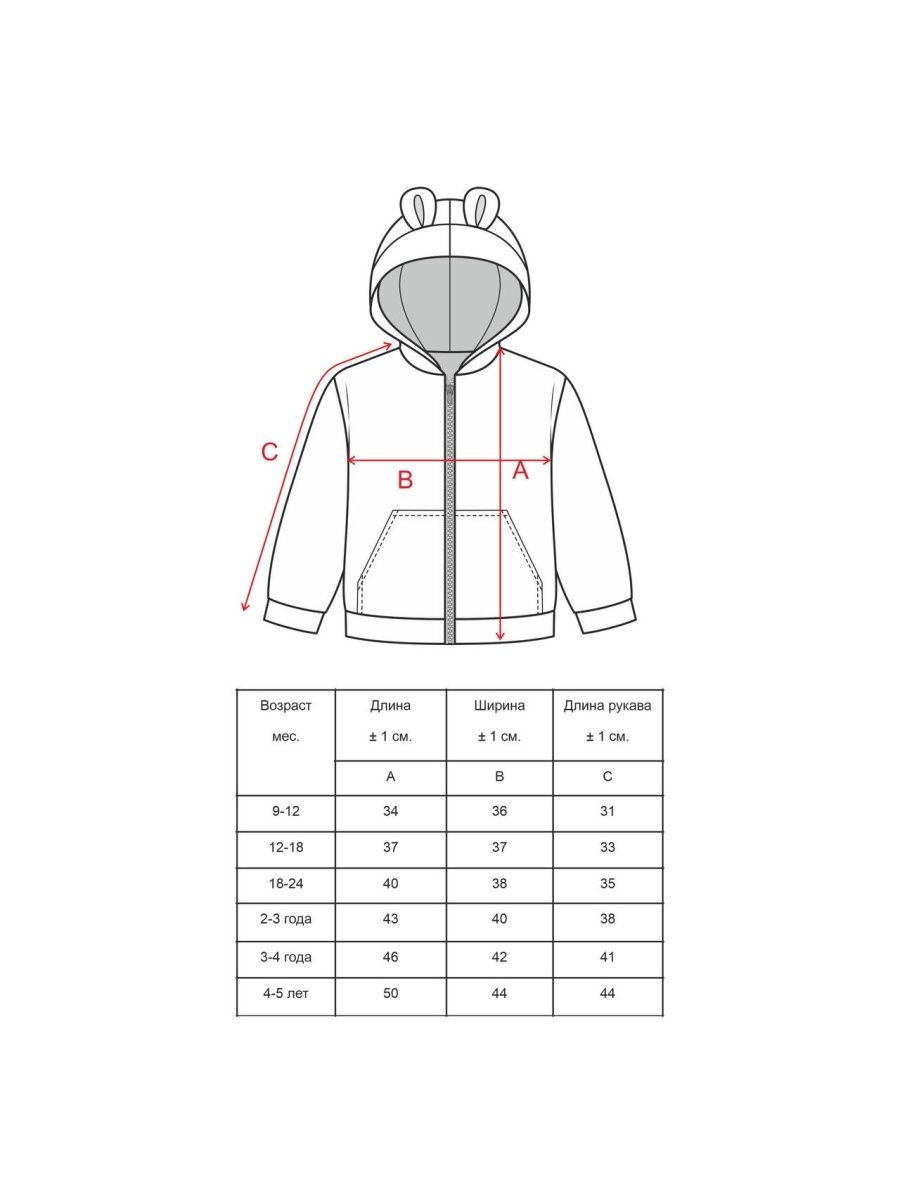 C
B
A
Возраст Длина Ширина Длина рукава
мес. ± 1 см. ± 1 см. ± 1 см.
A B C
9-12 34 36 31
12-18 37 37 33
18-24 40 38 35
2-3 года 43 40 38
3-4 года 46 42 41
4-5 лет 50 44 44